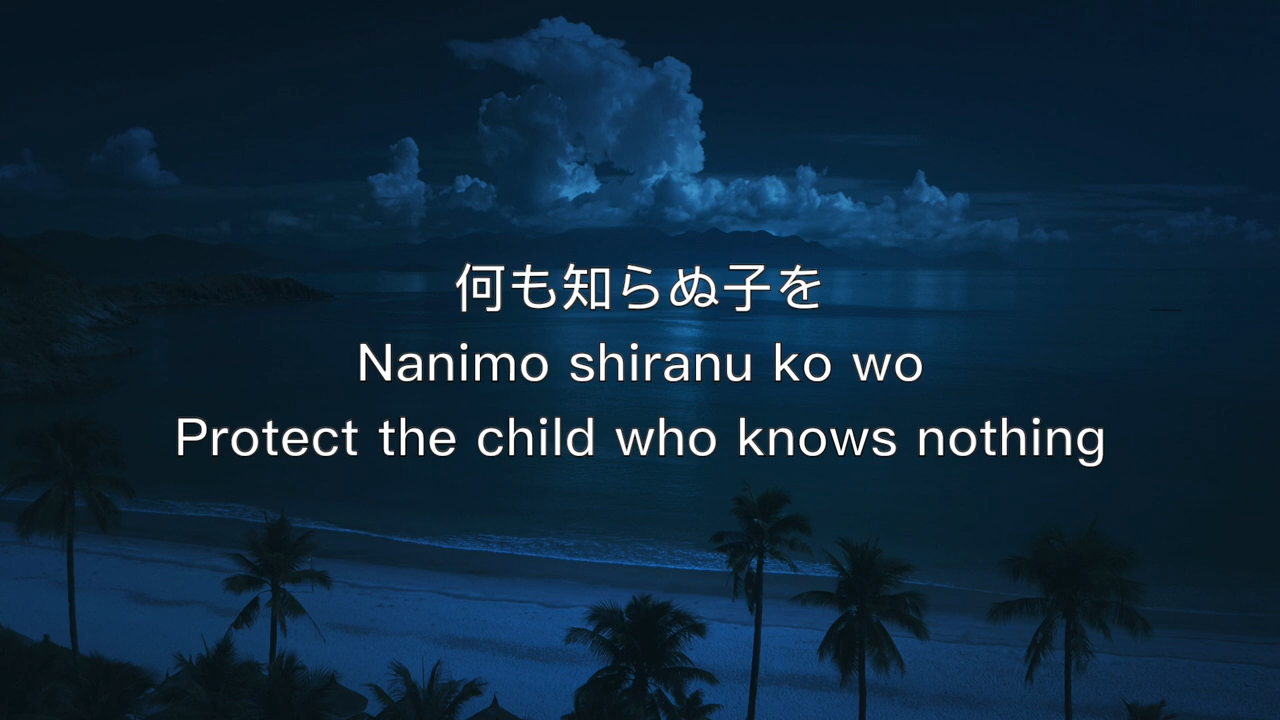 何も知らぬ子を
Nanimo shiranu ko wo
Protect the child who knows nothing